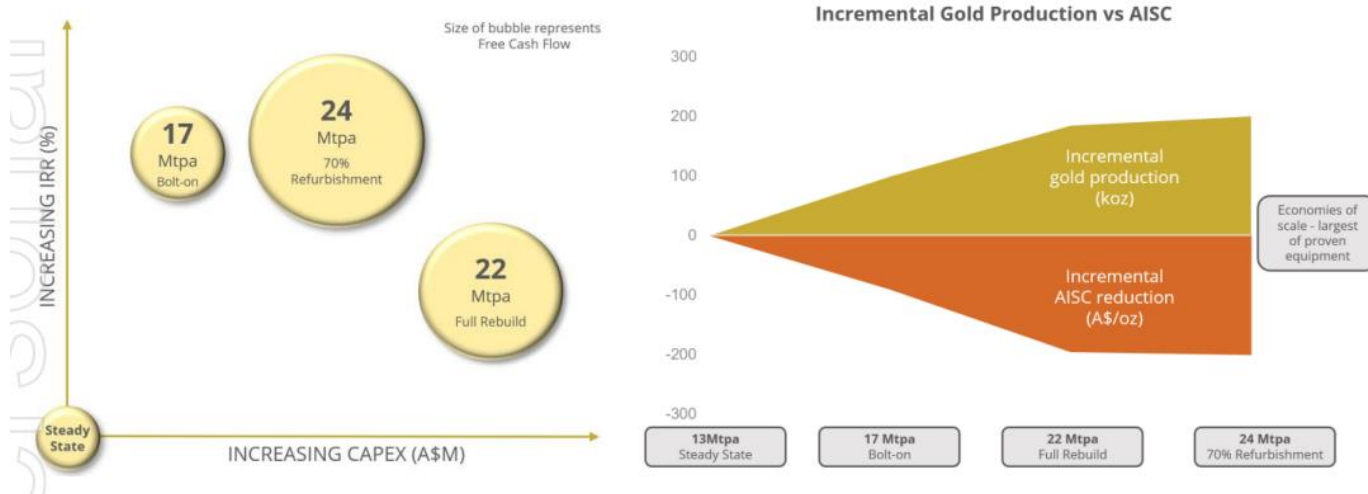 Size of bubble represents
Free Cash Flow
INCREASING IRR (%)
17
Mtpa
Bolt-on
24
Mtpa
70%
Refurbishment
22
Mtpa
Full Rebuild
Steady
State
INCREASING CAPEX (A$M)
Incremental Gold Production vs AISC
300
200
100
0
-100
-200
-300
Incremental
gold production
(koz)
Incremental
AISC reduction
(A$/oz)
Economies of
scale - largest
of proven
equipment
13Mtpa
Steady State
17 Mtpa
Bolt-on
22 Mtpa
Full Rebuild
24 Mtpa
70% Refurbishment